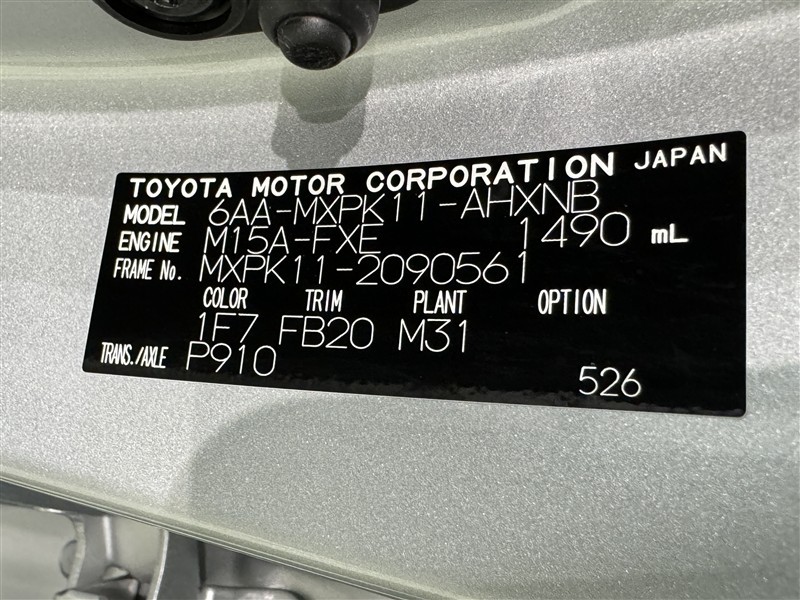 TOYOTA MOTOR CORPORATION JAPAN
MODEL 6AA-MXPK11-AHXNB
ENGINE M15A-FXE 1490 mL
FRAME No. MXPK11-2090561
COLOR TRIM PLANT OPTION
1F7 FB20 M31
TRANS./AXLE P910
526